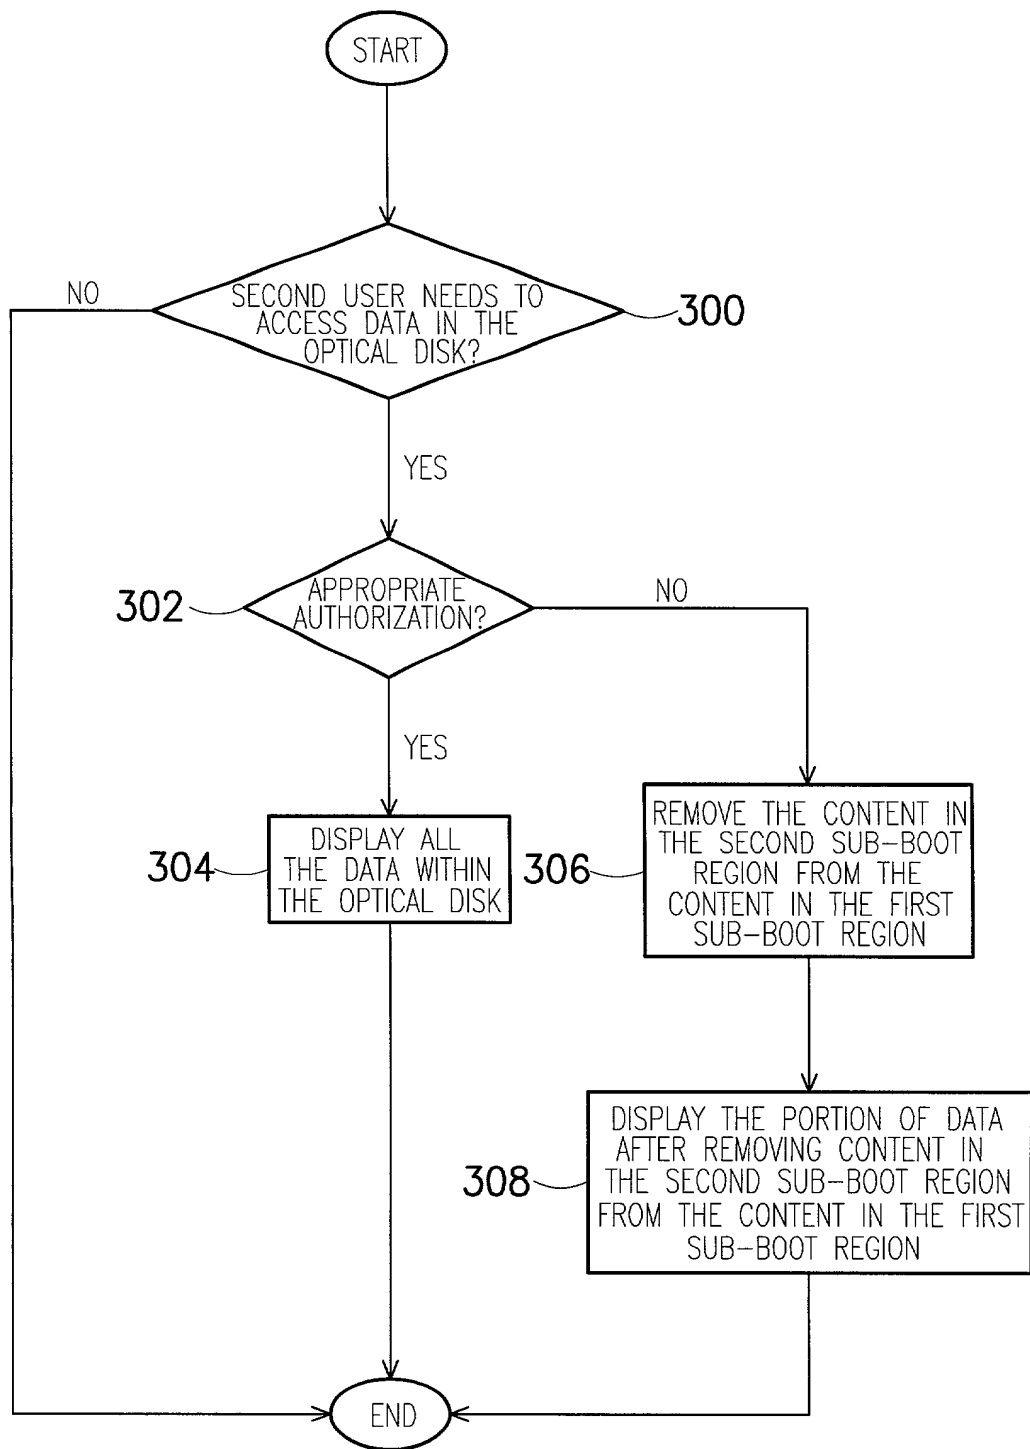 START
NO
SECOND USER NEEDS TO
ACCESS DATA IN THE
OPTICAL DISK?
300
YES
302
APPROPRIATE
AUTHORIZATION?
NO
YES
304
DISPLAY ALL
THE DATA WITHIN
THE OPTICAL DISK
306
REMOVE THE CONTENT IN
THE SECOND SUB-BOOT
REGION FROM THE
CONTENT IN THE FIRST
SUB-BOOT REGION
308
DISPLAY THE PORTION OF DATA
AFTER REMOVING CONTENT IN
THE SECOND SUB-BOOT REGION
FROM THE CONTENT IN THE FIRST
SUB-BOOT REGION
END